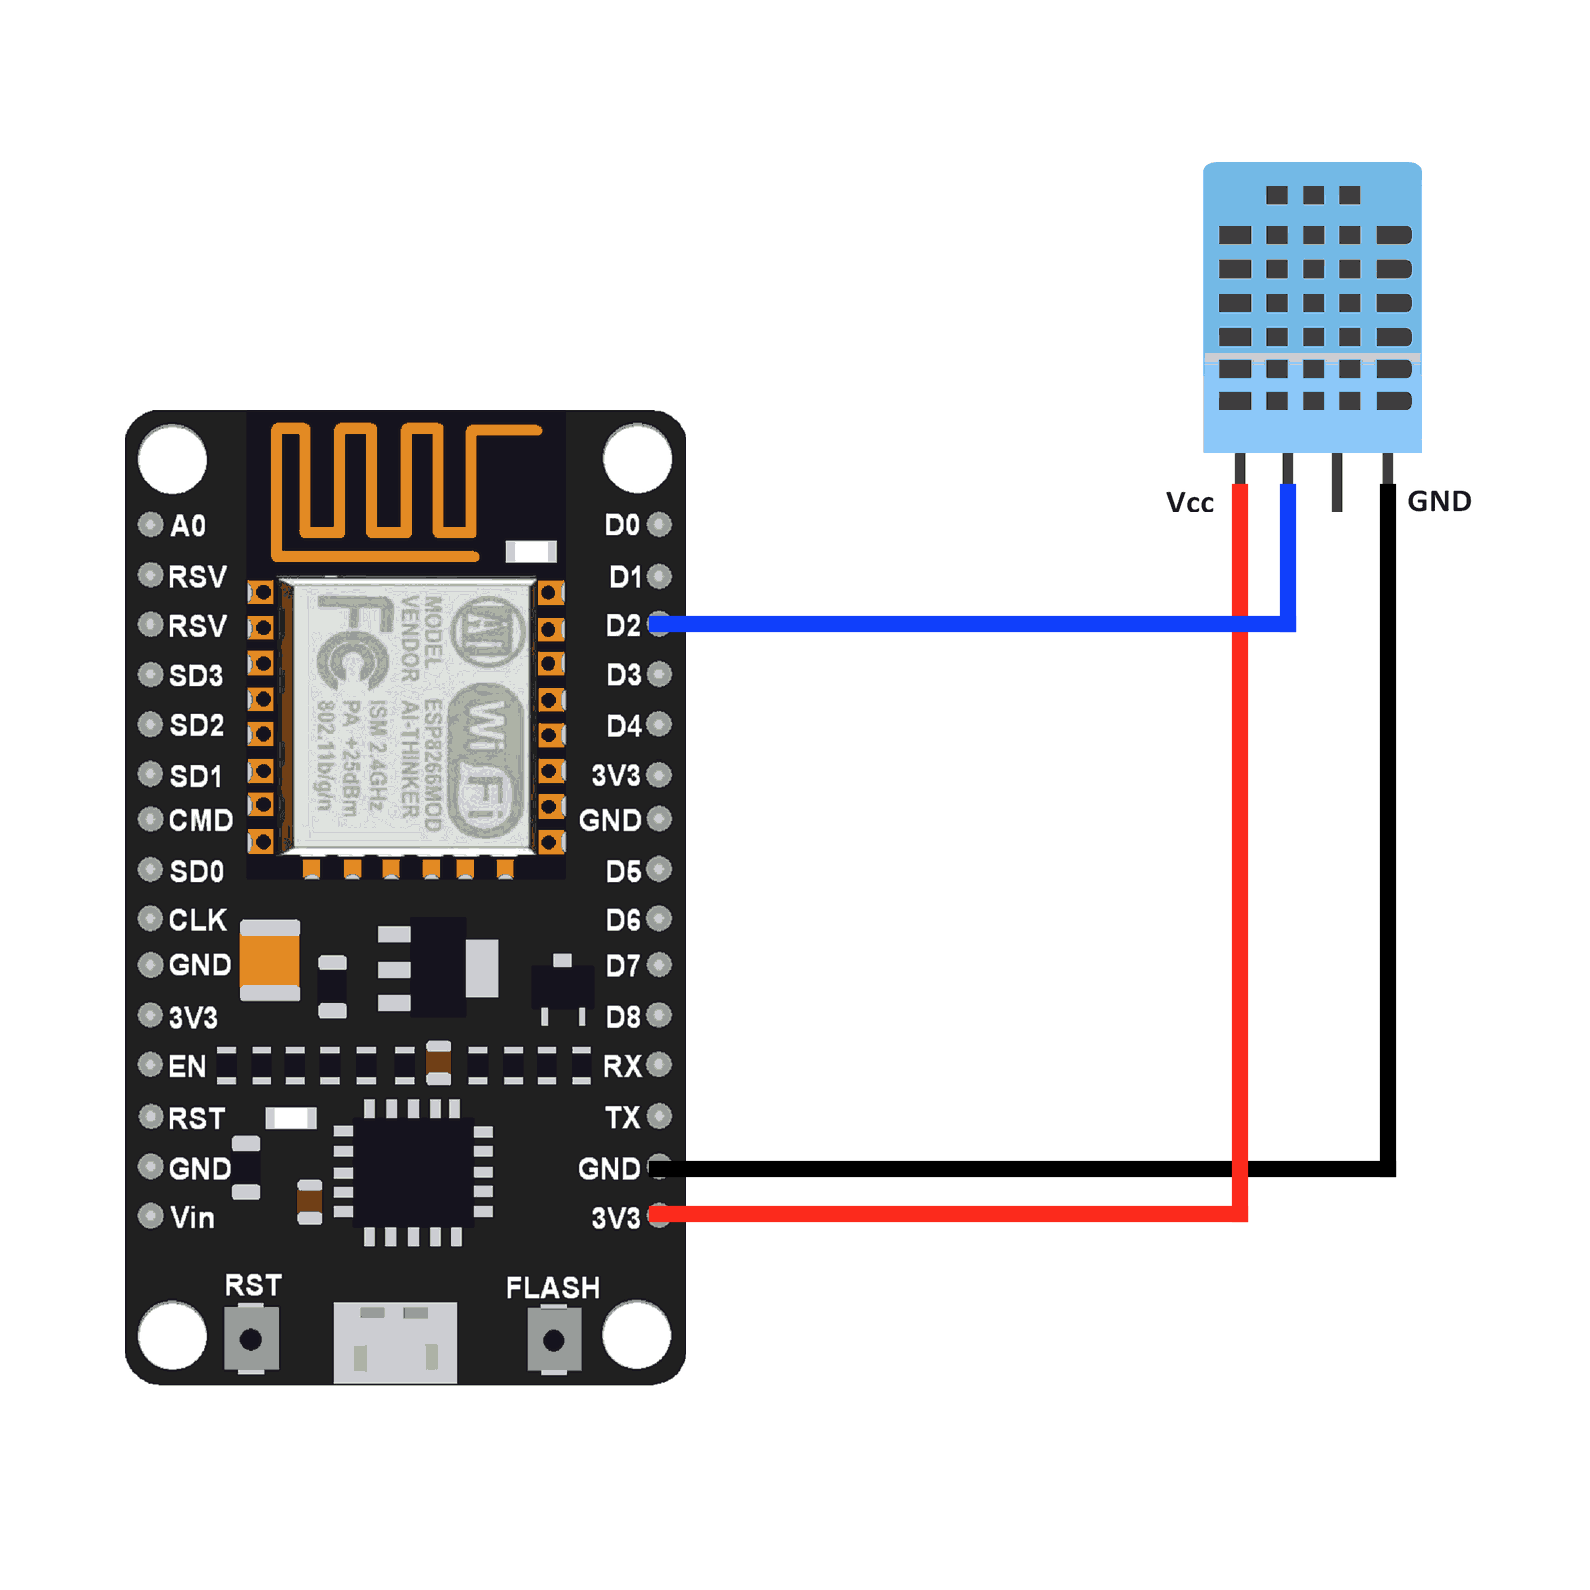 Vcc
GND
A0
RSV
RSV
SD3
SD2
SD1
CMD
SD0
CLK
GND
3V3
EN
RST
GND
Vin
D0
D1
D2
D3
D4
3V3
GND
D5
D6
D7
D8
RX
TX
GND
3V3
MODEL ESP8266MOD
VENDOR AI-THINKER
ISM 2.4GHz
PA +25dBm
802.11b/g/n
FC
AI
WiFi
RST
FLASH